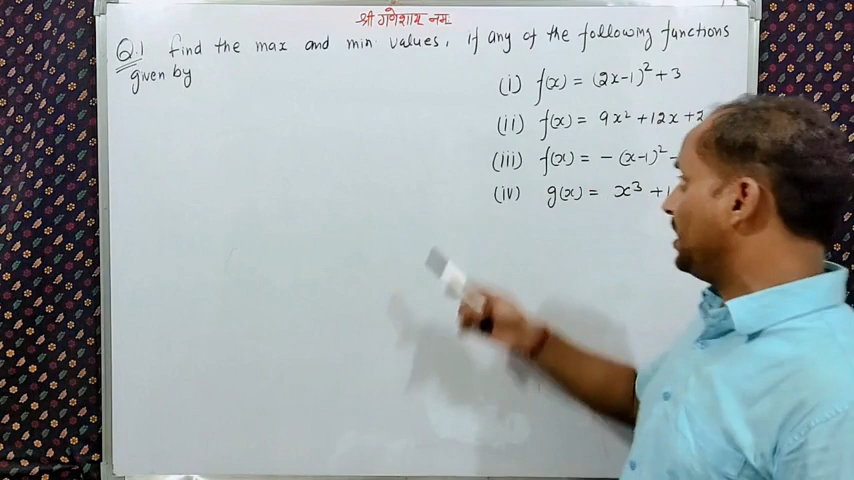 श्री गणेशाय नमः
Q.1 find the max and min values, if any of the following functions
given by
(i) f(x) = (2x-1)² + 3
(ii) f(x) = 9x² + 12x + 2
(iii) f(x) = - (x-1)²
(iv) g(x) = x³ +